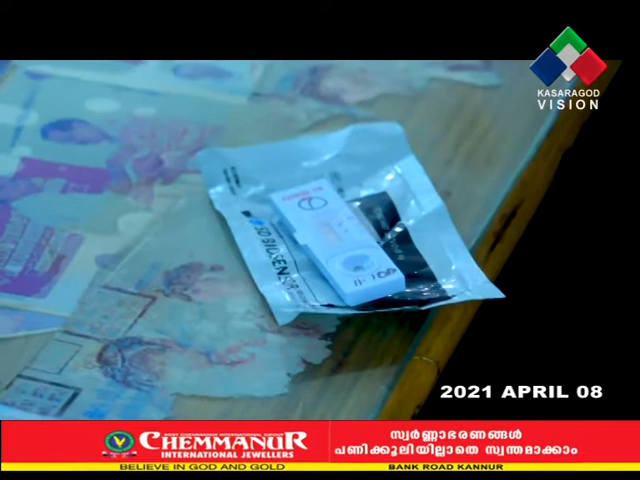 KASARAGOD
VISION
SD BIOSENSOR
2021 APRIL 08
CHEMMANUR
INTERNATIONAL JEWELLERS
സ്വർണ്ണാഭരണങ്ങൾ
പണിക്കൂലിയില്ലാതെ സ്വന്തമാക്കാം
BELIEVE IN GOD AND GOLD
BANK ROAD KANNUR